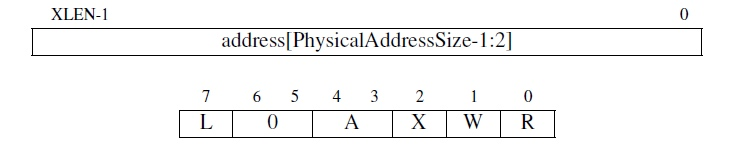 XLEN-1 0
address[PhysicalAddressSize-1:2]
7 6 5 4 3 2 1 0
L 0 A X W R